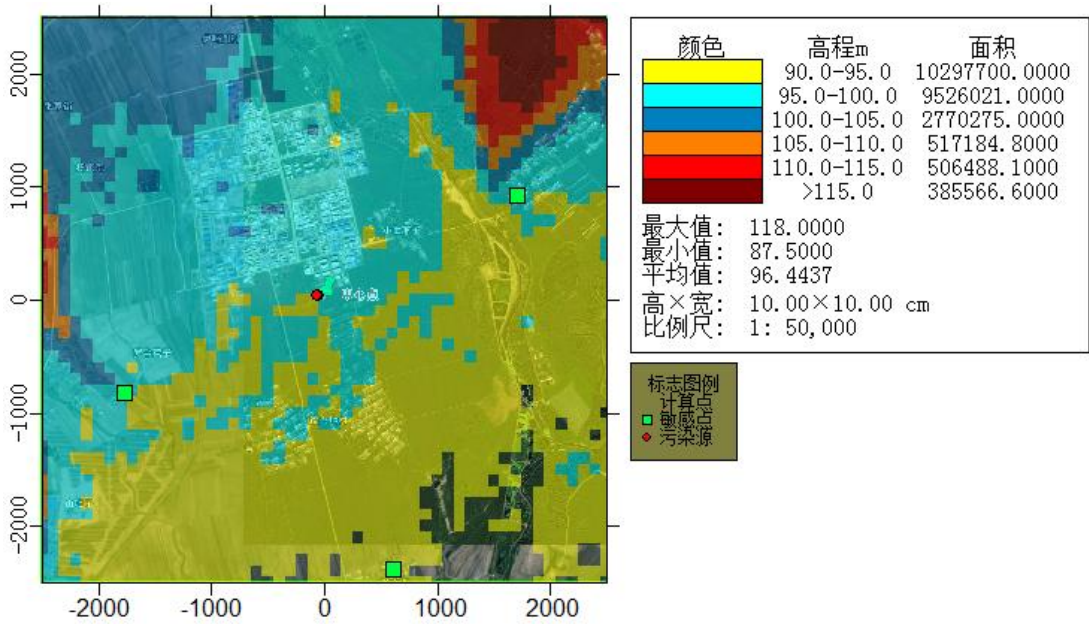 颜色 高程m 面积
90.0-95.0 10297700.0000
95.0-100.0 9526021.0000
100.0-105.0 2770275.0000
105.0-110.0 517184.8000
110.0-115.0 506488.1000
>115.0 385566.6000
最大值: 118.0000
最小值: 87.5000
平均值: 96.4437
高×宽: 10.00×10.00 cm
比例尺: 1: 50,000
标志图例
计算点
敏感点
污染源
2000
1000
0
-1000
-2000
-2000 -1000 0 1000 2000